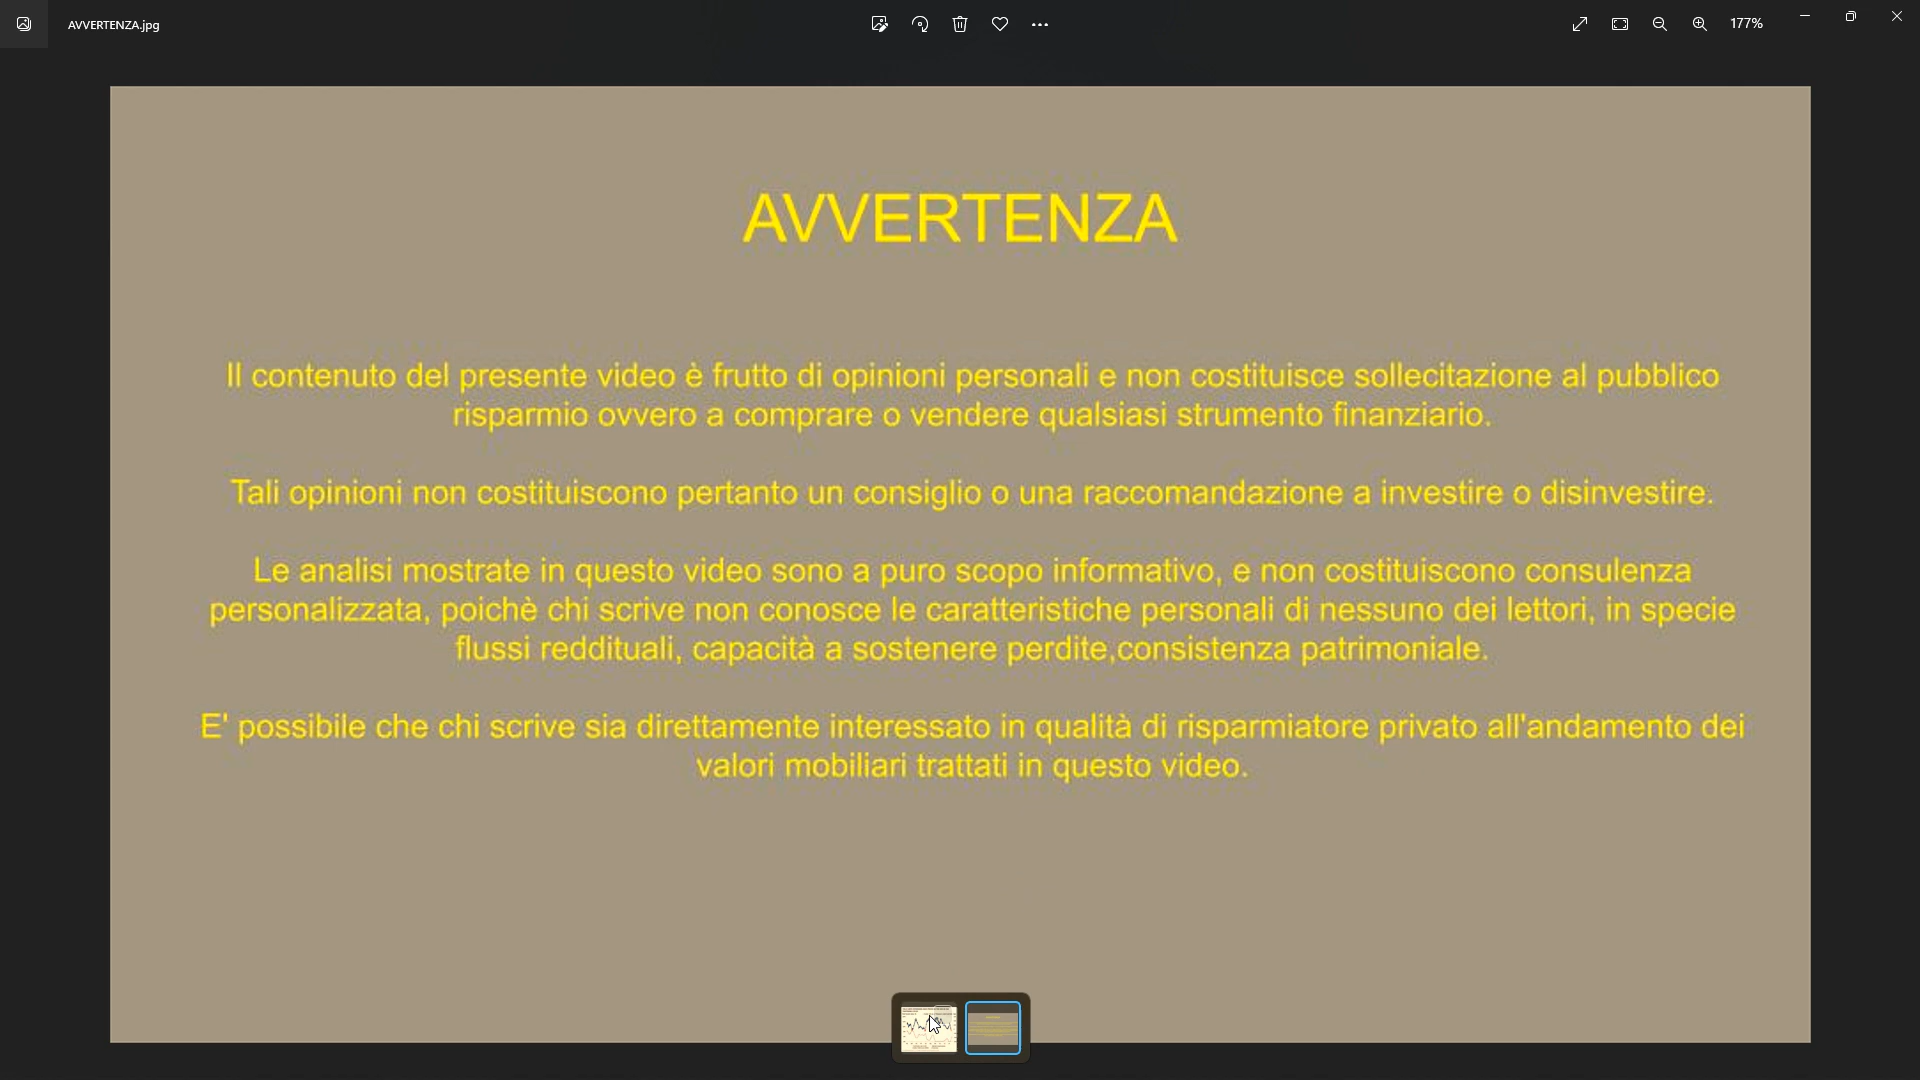 AVVERTENZA.jpg
177%
AVVERTENZA
Il contenuto del presente video è frutto di opinioni personali e non costituisce sollecitazione al pubblico
risparmio ovvero a comprare o vendere qualsiasi strumento finanziario.
Tali opinioni non costituiscono pertanto un consiglio o una raccomandazione a investire o disinvestire.
Le analisi mostrate in questo video sono a puro scopo informativo, e non costituiscono consulenza
personalizzata, poichè chi scrive non conosce le caratteristiche personali di nessuno dei lettori, in specie
flussi reddituali, capacità a sostenere perdite,consistenza patrimoniale.
E' possibile che chi scrive sia direttamente interessato in qualità di risparmiatore privato all'andamento dei
valori mobiliari trattati in questo video.